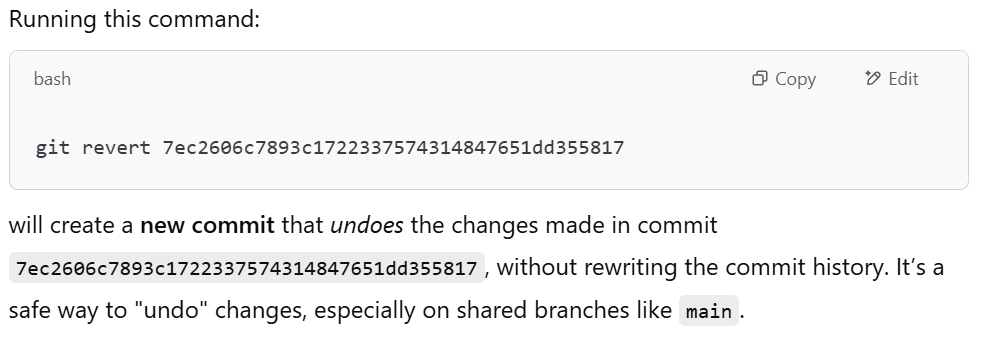 Running this command:
bash Copy Edit
git revert 7ec2606c7893c1722337574314847651dd355817
will create a new commit that undoes the changes made in commit
7ec2606c7893c1722337574314847651dd355817, without rewriting the commit history. It’s a
safe way to "undo" changes, especially on shared branches like main.